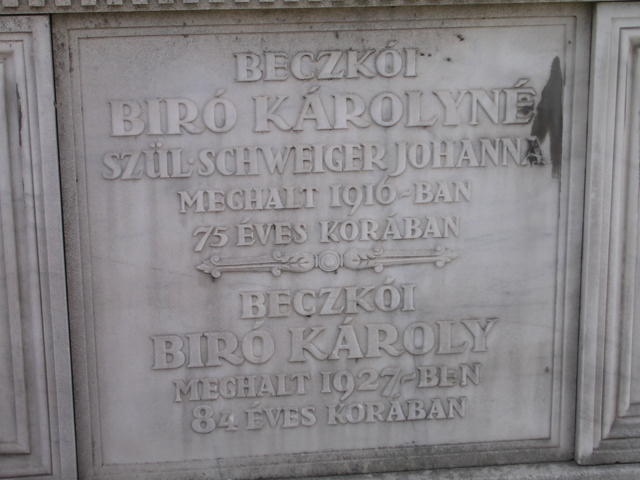 BECZKÓI
BIRÓ KÁROLYNÉ
SZÜL·SCHWEIGER JOHANNA
MEGHALT 1916-BAN
75 ÉVES KORÁBAN
BECZKÓI
BIRÓ KÁROLY
MEGHALT 1927-BEN
84 ÉVES KORÁBAN